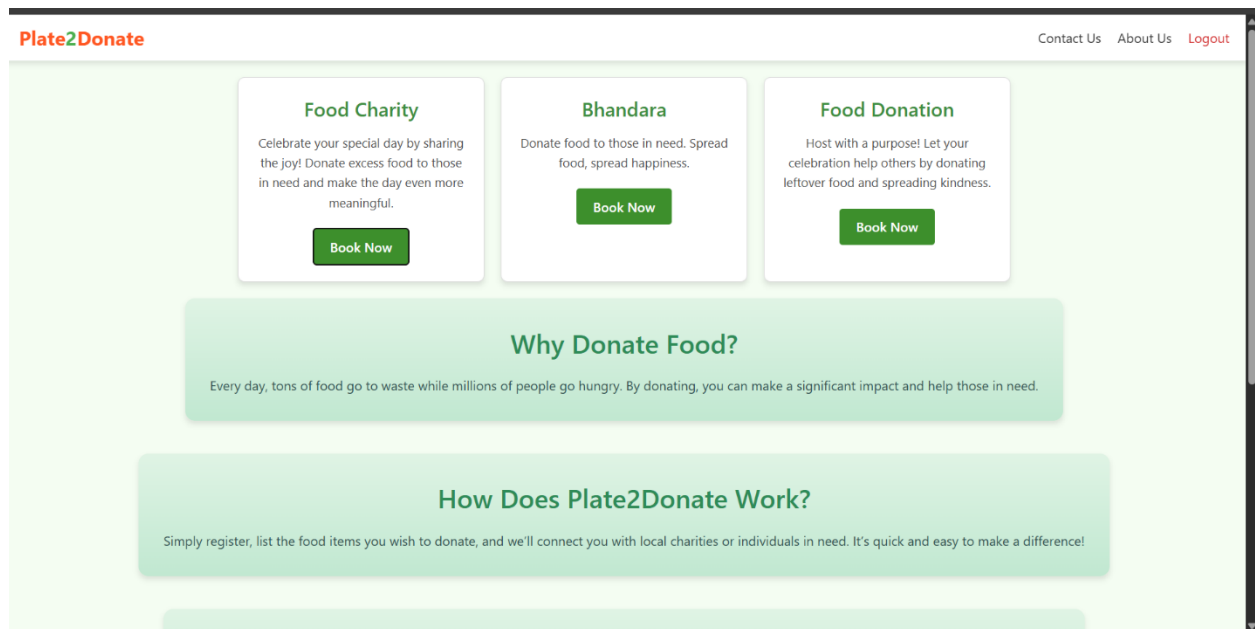 Plate2Donate
Contact Us About Us Logout
Food Charity
Celebrate your special day by sharing
the joy! Donate excess food to those
in need and make the day even more
meaningful.
Book Now
Bhandara
Donate food to those in need. Spread
food, spread happiness.
Book Now
Food Donation
Host with a purpose! Let your
celebration help others by donating
leftover food and spreading kindness.
Book Now
Why Donate Food?
Every day, tons of food go to waste while millions of people go hungry. By donating, you can make a significant impact and help those in need.
How Does Plate2Donate Work?
Simply register, list the food items you wish to donate, and we'll connect you with local charities or individuals in need. It's quick and easy to make a difference!